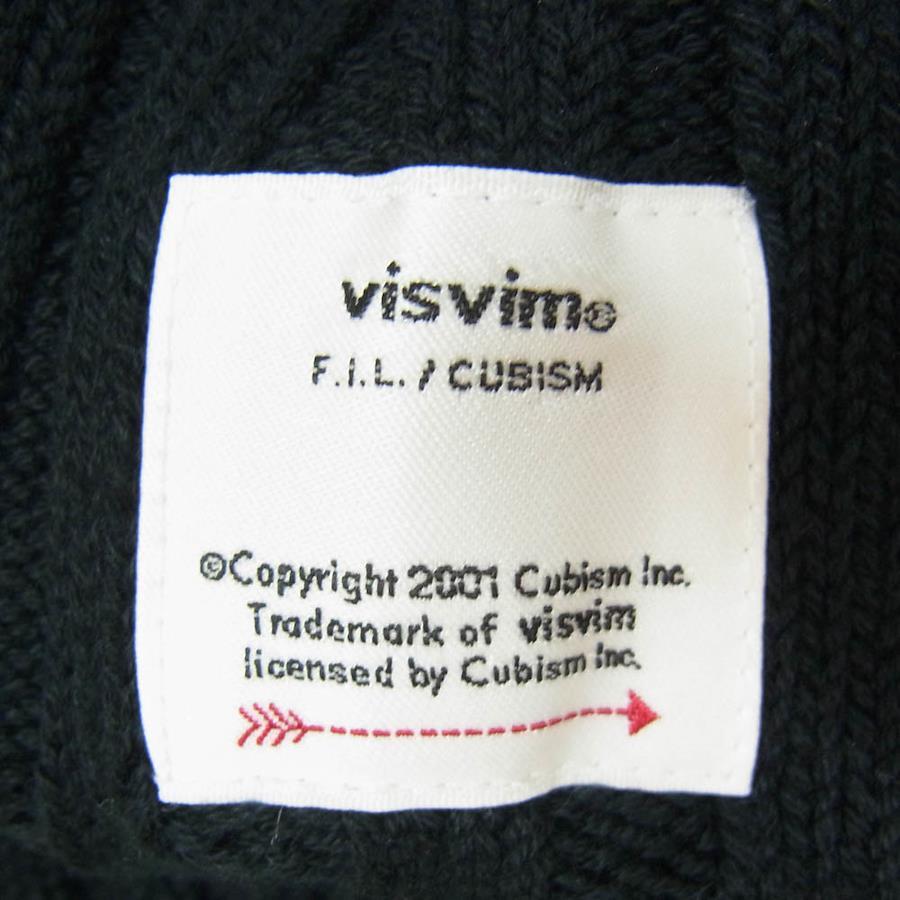 visvim®
F.I.L. / CUBISM
©Copyright 2001 Cubism Inc.
Trademark of visvim
licensed by Cubism Inc.